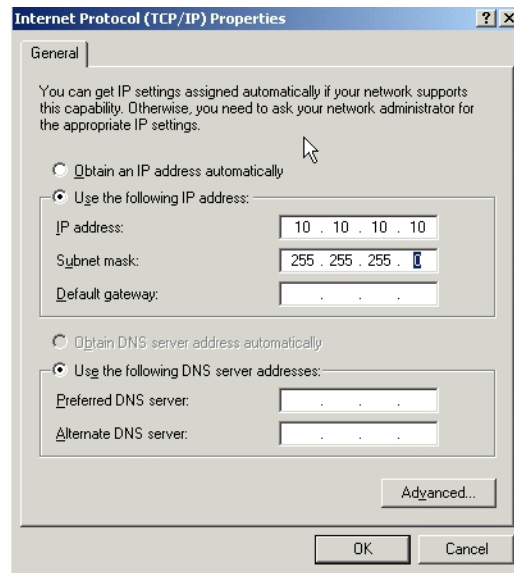 Internet Protocol (TCP/IP) Properties
General
You can get IP settings assigned automatically if your network supports
this capability. Otherwise, you need to ask your network administrator for
the appropriate IP settings.
Obtain an IP address automatically
Use the following IP address:
IP address: 10 . 10 . 10 . 10
Subnet mask: 255 . 255 . 255 . 0
Default gateway: . . .
Obtain DNS server address automatically
Use the following DNS server addresses:
Preferred DNS server: . . .
Alternate DNS server: . . .
Advanced...
OK Cancel